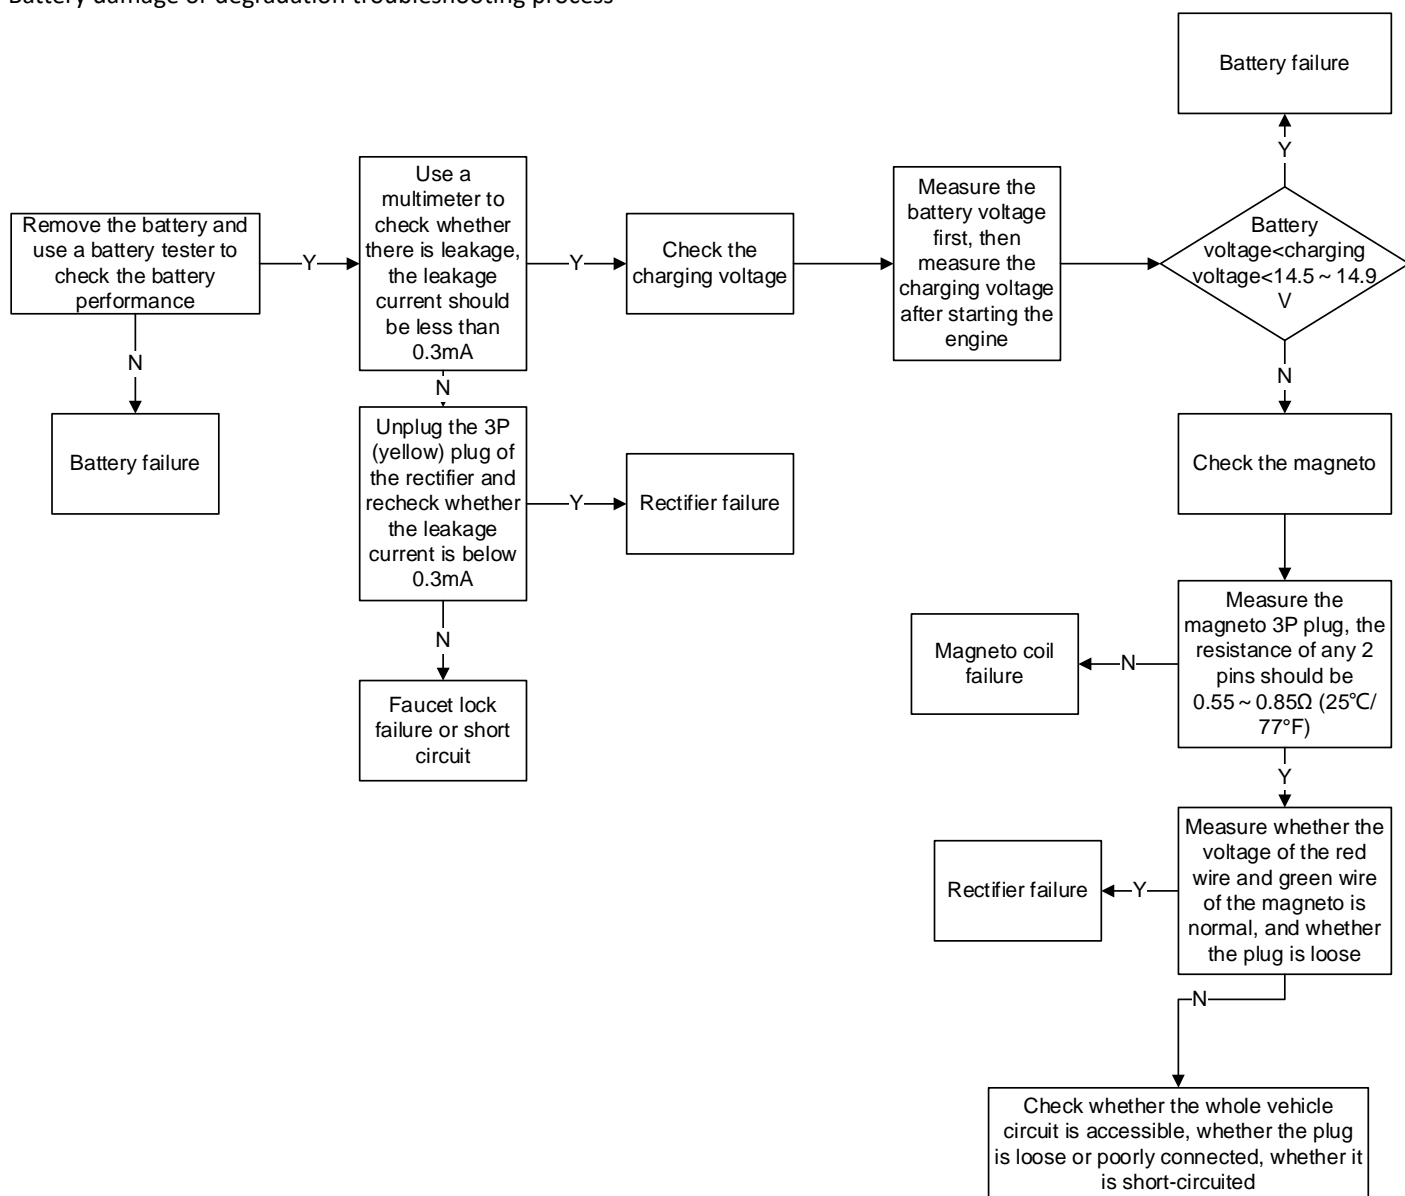 Battery damage or degradation troubleshooting process
Battery failure
Y
Use a
multimeter to
check whether
there is leakage,
the leakage
current should
be less than
0.3mA
Measure the
battery voltage
first, then
measure the
charging voltage
after starting the
engine
Remove the battery and
use a battery tester to
check the battery
performance
Y
Y
Check the
charging voltage
Battery
voltage<charging
voltage<14.5～14.9
V
N
N
N
Battery failure
Unplug the 3P
(yellow) plug of
the rectifier and
recheck whether
the leakage
current is below
0.3mA
Y
Rectifier failure
Check the magneto
N
Faucet lock
failure or short
circuit
Magneto coil
failure
N
Measure the
magneto 3P plug, the
resistance of any 2
pins should be
0.55～0.85Ω (25℃/
77°F)
Y
Rectifier failure
Y
Measure whether the
voltage of the red
wire and green wire
of the magneto is
normal, and whether
the plug is loose
N
Check whether the whole vehicle
circuit is accessible, whether the plug
is loose or poorly connected, whether it
is short-circuited